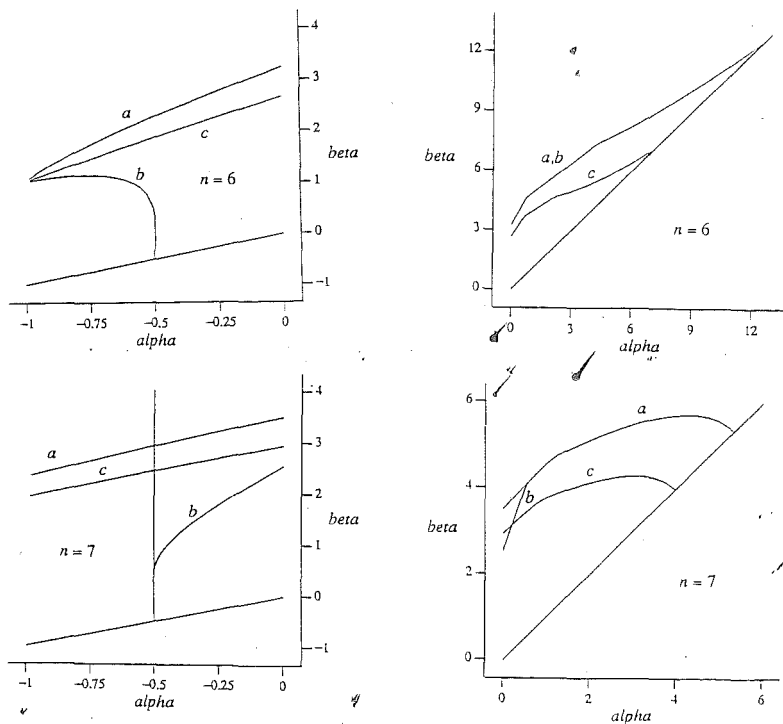 4
3
a
2
c
beta
b
n = 6
1
0
−1
−1 −0.75 −0.5 −0.25 0
alpha
12
9
beta
a,b
6
c
3
n = 6
0
0 3 6 9 12
alpha
4
a
3
c
2
beta
b
1
n = 7
0
−1
−1 −0.75 −0.5 −0.25 0
alpha
6
a
4
c
b
beta
2
n = 7
0
0 2 4 6
alpha